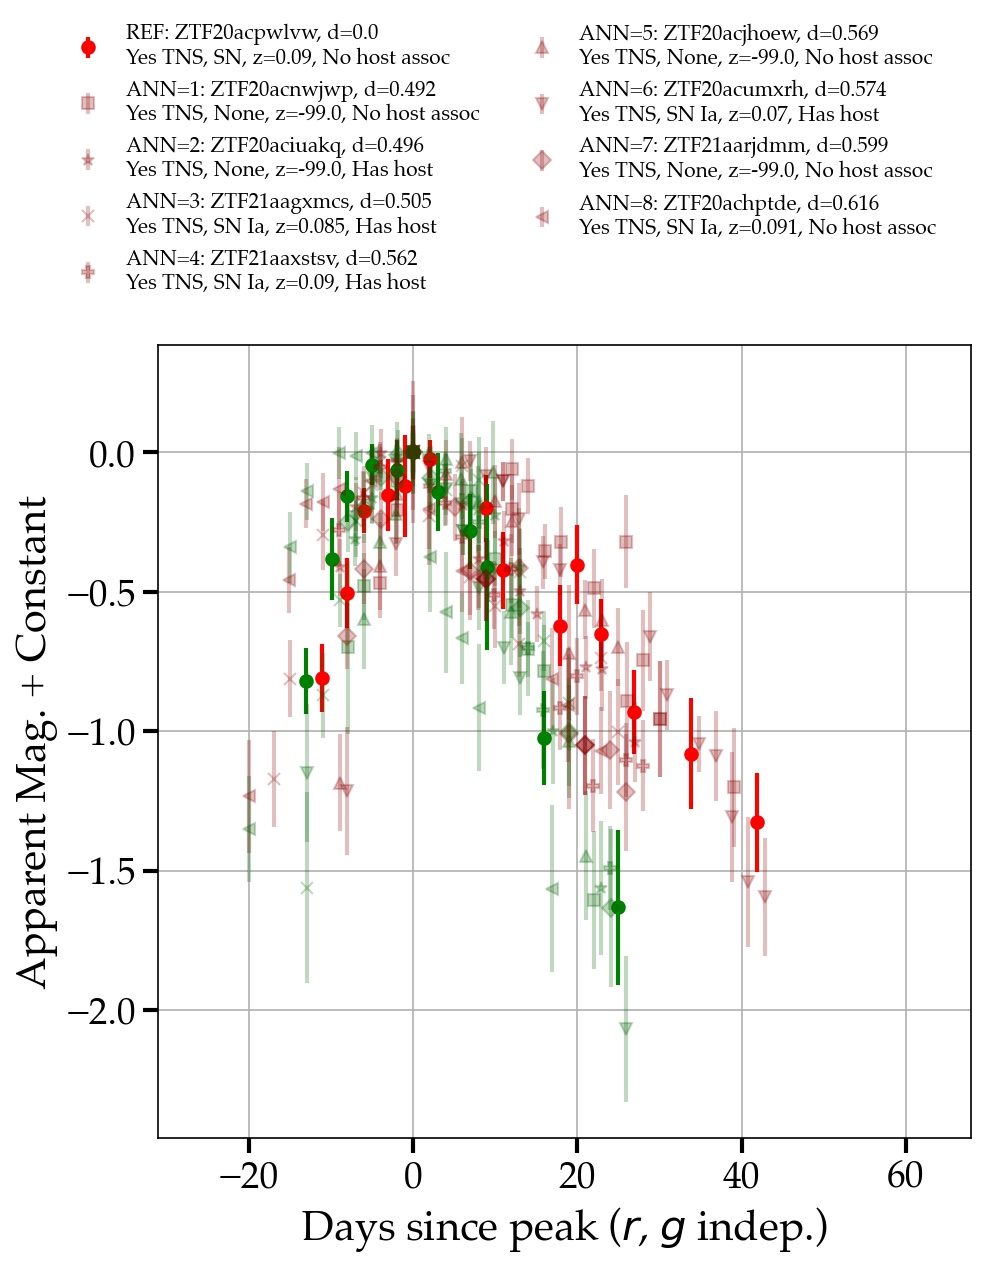 REF: ZTF20acpwlvw, d=0.0
Yes TNS, SN, z=0.09, No host assoc
ANN=1: ZTF20acnwjwp, d=0.492
Yes TNS, None, z=-99.0, No host assoc
ANN=2: ZTF20aciuakq, d=0.496
Yes TNS, None, z=-99.0, Has host
ANN=3: ZTF21aagxmcs, d=0.505
Yes TNS, SN Ia, z=0.085, Has host
ANN=4: ZTF21aaxstsv, d=0.562
Yes TNS, SN Ia, z=0.09, Has host
ANN=5: ZTF20acjhoew, d=0.569
Yes TNS, None, z=-99.0, No host assoc
ANN=6: ZTF20acumxrh, d=0.574
Yes TNS, SN Ia, z=0.07, Has host
ANN=7: ZTF21aarjdmm, d=0.599
Yes TNS, None, z=-99.0, No host assoc
ANN=8: ZTF20achptde, d=0.616
Yes TNS, SN Ia, z=0.091, No host assoc
Apparent Mag. + Constant
0.0
−0.5
−1.0
−1.5
−2.0
−20 0 20 40 60
Days since peak (r, g indep.)